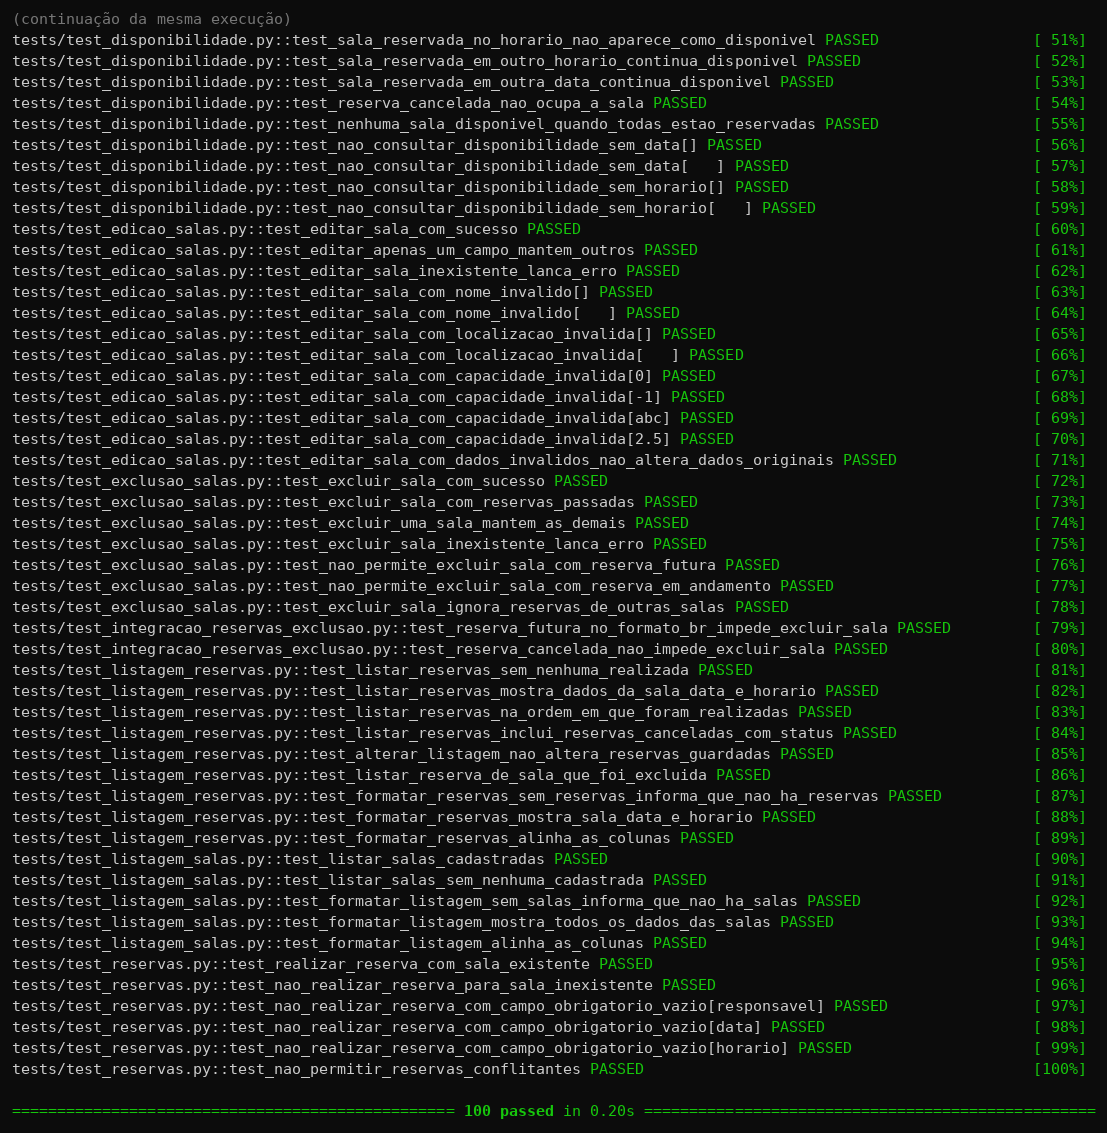 (continuação da mesma execução)
tests/test_disponibilidade.py::test_sala_reservada_no_horario_nao_aparece_como_disponivel PASSED [ 51%]
tests/test_disponibilidade.py::test_sala_reservada_em_outro_horario_continua_disponivel PASSED [ 52%]
tests/test_disponibilidade.py::test_sala_reservada_em_outra_data_continua_disponivel PASSED [ 53%]
tests/test_disponibilidade.py::test_reserva_cancelada_nao_ocupa_a_sala PASSED [ 54%]
tests/test_disponibilidade.py::test_nenhuma_sala_disponivel_quando_todas_estao_reservadas PASSED [ 55%]
tests/test_disponibilidade.py::test_nao_consultar_disponibilidade_sem_data[] PASSED [ 56%]
tests/test_disponibilidade.py::test_nao_consultar_disponibilidade_sem_data[   ] PASSED [ 57%]
tests/test_disponibilidade.py::test_nao_consultar_disponibilidade_sem_horario[] PASSED [ 58%]
tests/test_disponibilidade.py::test_nao_consultar_disponibilidade_sem_horario[   ] PASSED [ 59%]
tests/test_edicao_salas.py::test_editar_sala_com_sucesso PASSED [ 60%]
tests/test_edicao_salas.py::test_editar_apenas_um_campo_mantem_outros PASSED [ 61%]
tests/test_edicao_salas.py::test_editar_sala_inexistente_lanca_erro PASSED [ 62%]
tests/test_edicao_salas.py::test_editar_sala_com_nome_invalido[] PASSED [ 63%]
tests/test_edicao_salas.py::test_editar_sala_com_nome_invalido[   ] PASSED [ 64%]
tests/test_edicao_salas.py::test_editar_sala_com_localizacao_invalida[] PASSED [ 65%]
tests/test_edicao_salas.py::test_editar_sala_com_localizacao_invalida[   ] PASSED [ 66%]
tests/test_edicao_salas.py::test_editar_sala_com_capacidade_invalida[0] PASSED [ 67%]
tests/test_edicao_salas.py::test_editar_sala_com_capacidade_invalida[-1] PASSED [ 68%]
tests/test_edicao_salas.py::test_editar_sala_com_capacidade_invalida[abc] PASSED [ 69%]
tests/test_edicao_salas.py::test_editar_sala_com_capacidade_invalida[2.5] PASSED [ 70%]
tests/test_edicao_salas.py::test_editar_sala_com_dados_invalidos_nao_altera_dados_originais PASSED [ 71%]
tests/test_exclusao_salas.py::test_excluir_sala_com_sucesso PASSED [ 72%]
tests/test_exclusao_salas.py::test_excluir_sala_com_reservas_passadas PASSED [ 73%]
tests/test_exclusao_salas.py::test_excluir_uma_sala_mantem_as_demais PASSED [ 74%]
tests/test_exclusao_salas.py::test_excluir_sala_inexistente_lanca_erro PASSED [ 75%]
tests/test_exclusao_salas.py::test_nao_permite_excluir_sala_com_reserva_futura PASSED [ 76%]
tests/test_exclusao_salas.py::test_nao_permite_excluir_sala_com_reserva_em_andamento PASSED [ 77%]
tests/test_exclusao_salas.py::test_excluir_sala_ignora_reservas_de_outras_salas PASSED [ 78%]
tests/test_integracao_reservas_exclusao.py::test_reserva_futura_no_formato_br_impede_excluir_sala PASSED [ 79%]
tests/test_integracao_reservas_exclusao.py::test_reserva_cancelada_nao_impede_excluir_sala PASSED [ 80%]
tests/test_listagem_reservas.py::test_listar_reservas_sem_nenhuma_realizada PASSED [ 81%]
tests/test_listagem_reservas.py::test_listar_reservas_mostra_dados_da_sala_data_e_horario PASSED [ 82%]
tests/test_listagem_reservas.py::test_listar_reservas_na_ordem_em_que_foram_realizadas PASSED [ 83%]
tests/test_listagem_reservas.py::test_listar_reservas_inclui_reservas_canceladas_com_status PASSED [ 84%]
tests/test_listagem_reservas.py::test_alterar_listagem_nao_altera_reservas_guardadas PASSED [ 85%]
tests/test_listagem_reservas.py::test_listar_reserva_de_sala_que_foi_excluida PASSED [ 86%]
tests/test_listagem_reservas.py::test_formatar_reservas_sem_reservas_informa_que_nao_ha_reservas PASSED [ 87%]
tests/test_listagem_reservas.py::test_formatar_reservas_mostra_sala_data_e_horario PASSED [ 88%]
tests/test_listagem_reservas.py::test_formatar_reservas_alinha_as_colunas PASSED [ 89%]
tests/test_listagem_salas.py::test_listar_salas_cadastradas PASSED [ 90%]
tests/test_listagem_salas.py::test_listar_salas_sem_nenhuma_cadastrada PASSED [ 91%]
tests/test_listagem_salas.py::test_formatar_listagem_sem_salas_informa_que_nao_ha_salas PASSED [ 92%]
tests/test_listagem_salas.py::test_formatar_listagem_mostra_todos_os_dados_das_salas PASSED [ 93%]
tests/test_listagem_salas.py::test_formatar_listagem_alinha_as_colunas PASSED [ 94%]
tests/test_reservas.py::test_realizar_reserva_com_sala_existente PASSED [ 95%]
tests/test_reservas.py::test_nao_realizar_reserva_para_sala_inexistente PASSED [ 96%]
tests/test_reservas.py::test_nao_realizar_reserva_com_campo_obrigatorio_vazio[responsavel] PASSED [ 97%]
tests/test_reservas.py::test_nao_realizar_reserva_com_campo_obrigatorio_vazio[data] PASSED [ 98%]
tests/test_reservas.py::test_nao_realizar_reserva_com_campo_obrigatorio_vazio[horario] PASSED [ 99%]
tests/test_reservas.py::test_nao_permitir_reservas_conflitantes PASSED [100%]
================================================= 100 passed in 0.20s ==================================================